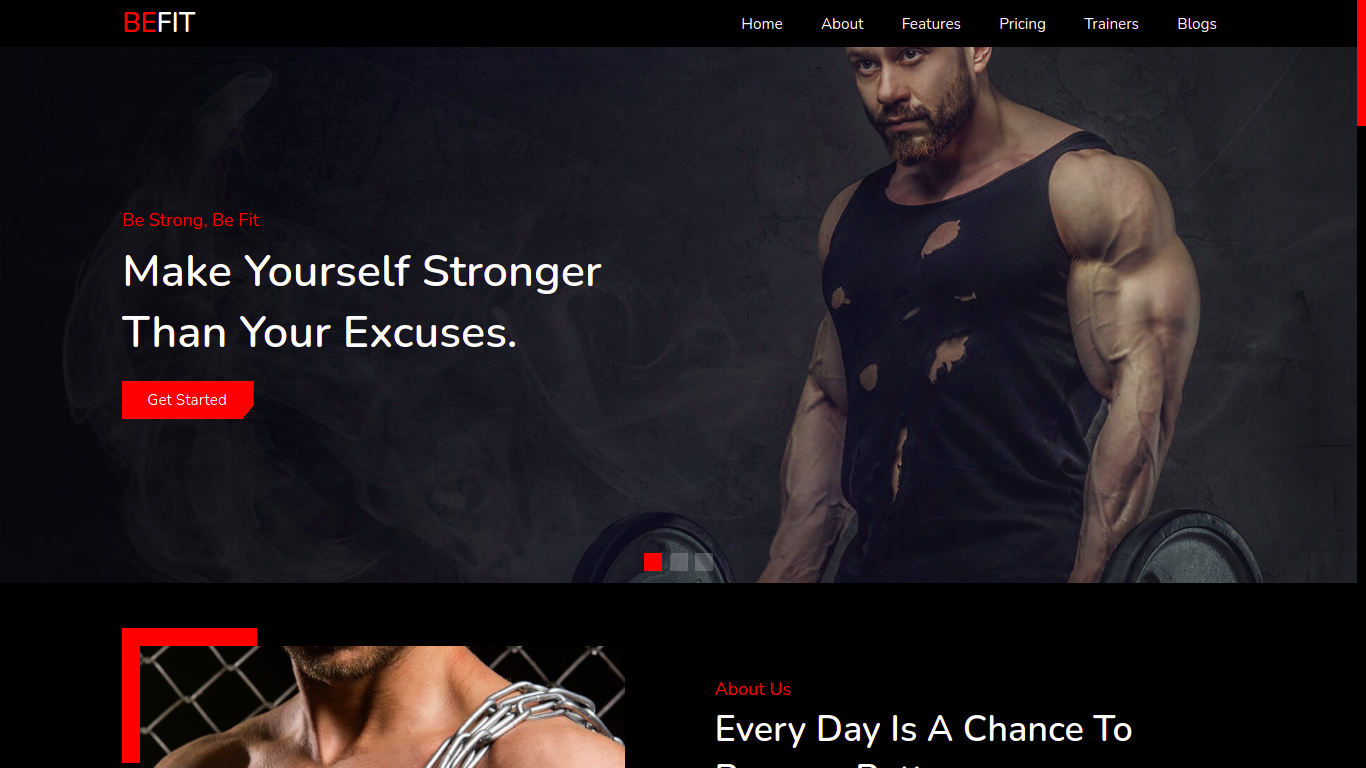 BEFIT
Home About Features Pricing Trainers Blogs
Be Strong, Be Fit
Make Yourself Stronger
Than Your Excuses.
Get Started
About Us
Every Day Is A Chance To